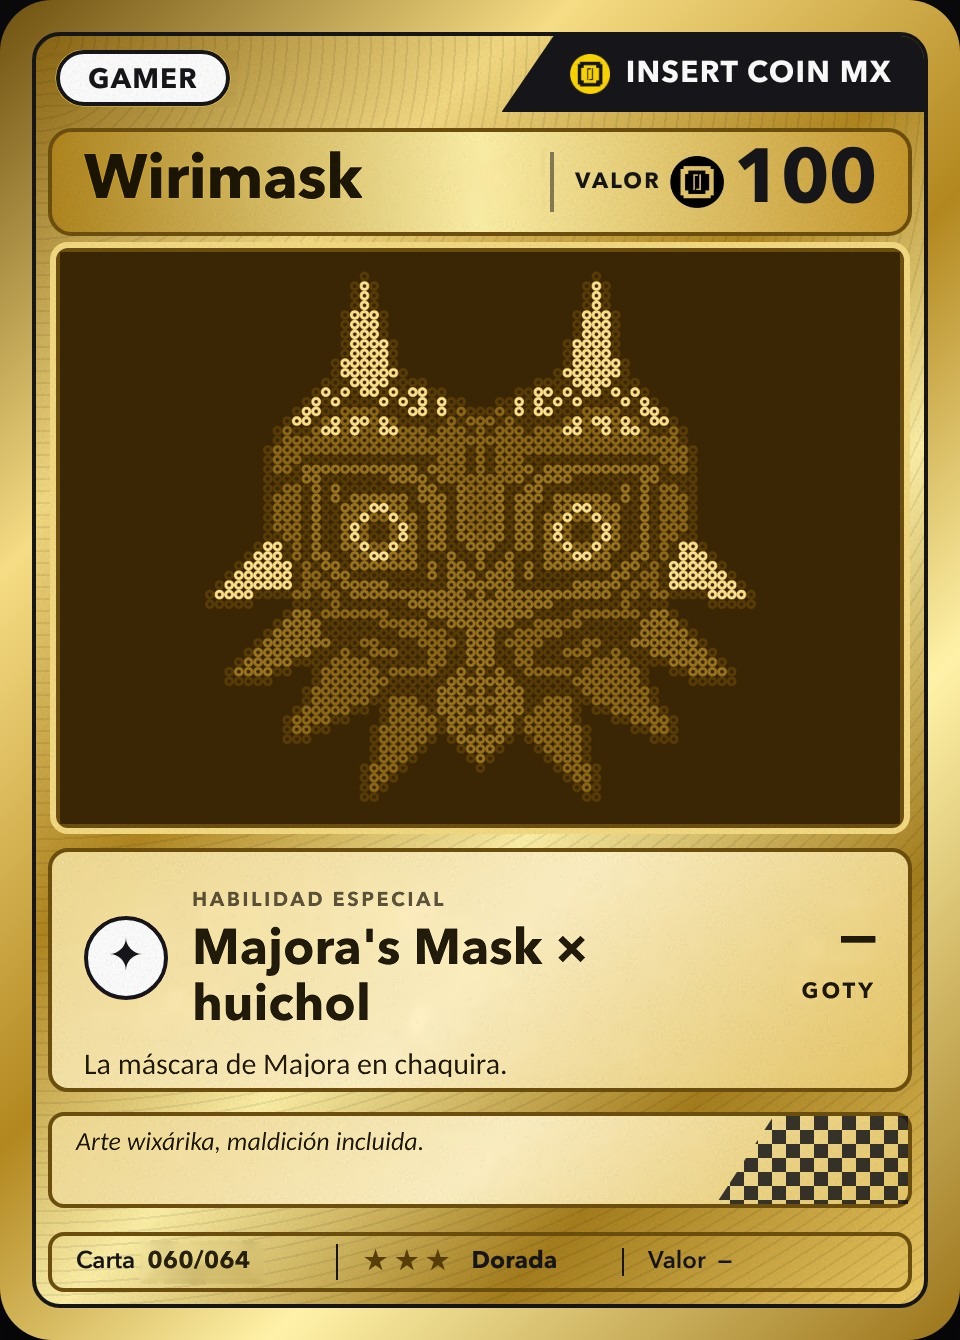 GAMER
INSERT COIN MX
Wirimask
VALOR 100
HABILIDAD ESPECIAL
Majora's Mask ×
huichol
–
GOTY
La máscara de Majora en chaquira.
Arte wixárika, maldición incluida.
Carta 060/064 ★★★ Dorada Valor –